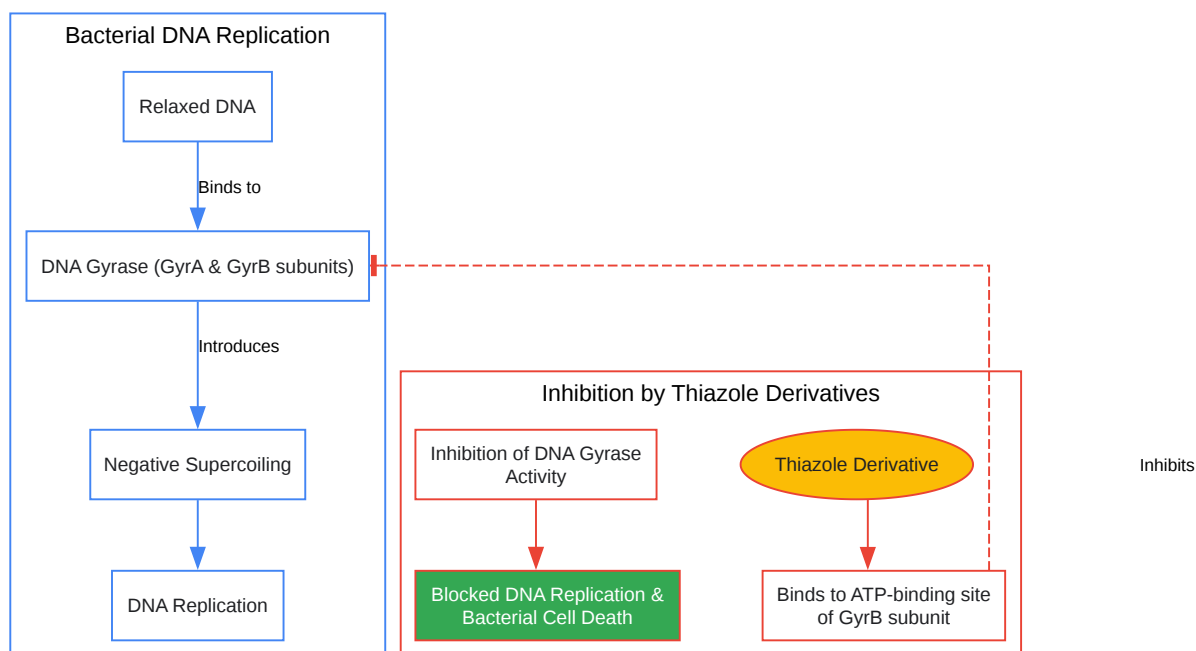 Bacterial DNA Replication
Relaxed DNA
Binds to
DNA Gyrase (GyrA & GyrB subunits)
Introduces
Negative Supercoiling
DNA Replication
Inhibition by Thiazole Derivatives
Inhibition of DNA Gyrase
Activity
Blocked DNA Replication &
Bacterial Cell Death
Thiazole Derivative
Binds to ATP-binding site
of GyrB subunit
Inhibits